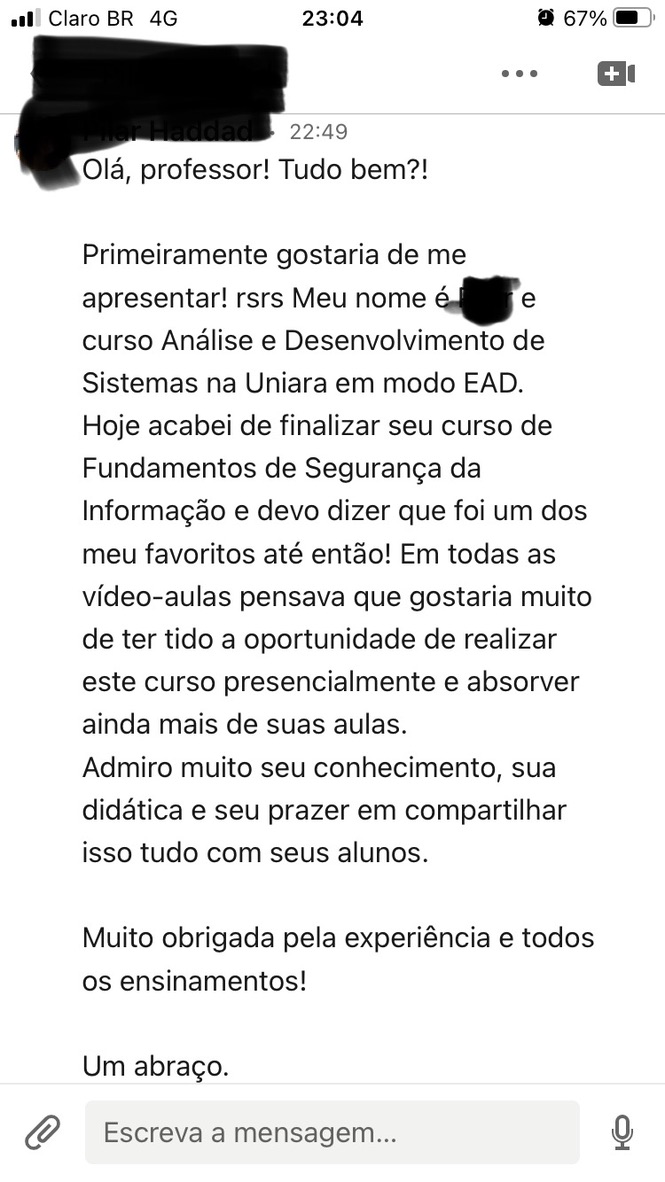 Claro BR 4G 23:04 67%
22:49
Olá, professor! Tudo bem?!
Primeiramente gostaria de me
apresentar! rsrs Meu nome é e
curso Análise e Desenvolvimento de
Sistemas na Uniara em modo EAD.
Hoje acabei de finalizar seu curso de
Fundamentos de Segurança da
Informação e devo dizer que foi um dos
meu favoritos até então! Em todas as
vídeo-aulas pensava que gostaria muito
de ter tido a oportunidade de realizar
este curso presencialmente e absorver
ainda mais de suas aulas.
Admiro muito seu conhecimento, sua
didática e seu prazer em compartilhar
isso tudo com seus alunos.
Muito obrigada pela experiência e todos
os ensinamentos!
Um abraço.
Escreva a mensagem...